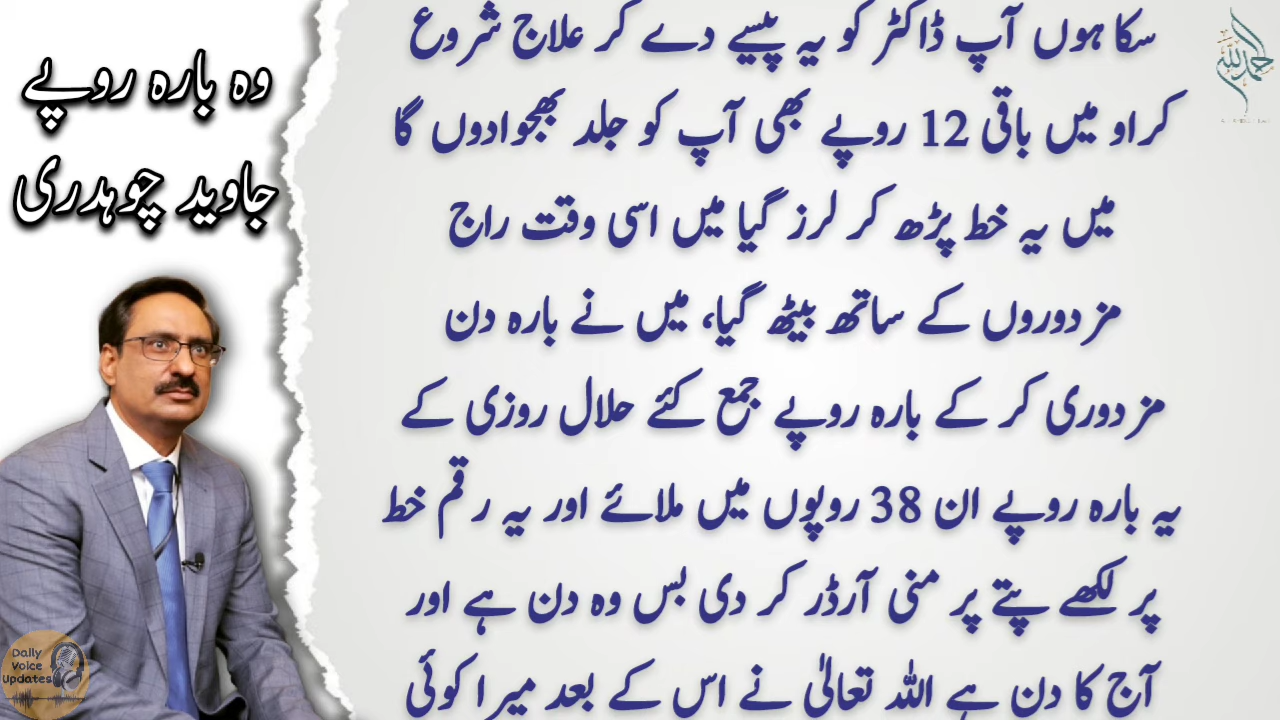 وہ بارہ روپے
جاوید چوہدری
سکا ہوں آپ ڈاکٹر کو یہ پیسے دے کر علاج شروع
کراو میں باقی 12 روپے بھی آپ کو جلد بھجوادوں گا
میں یہ خط پڑھ کر لرز گیا میں اسی وقت راج
مزدوروں کے ساتھ بیٹھ گیا، میں نے بارہ دن
مزدوری کر کے بارہ روپے جمع کئے حلال روزی کے
یہ بارہ روپے ان 38 روپوں میں ملائے اور یہ رقم خط
پر لکھے پتے پر منی آرڈر کر دی بس وہ دن ہے اور
آج کا دن ہے اللہ تعالیٰ نے اس کے بعد میرا کوئی
الحمدللہ
Daily
Voice
Updates